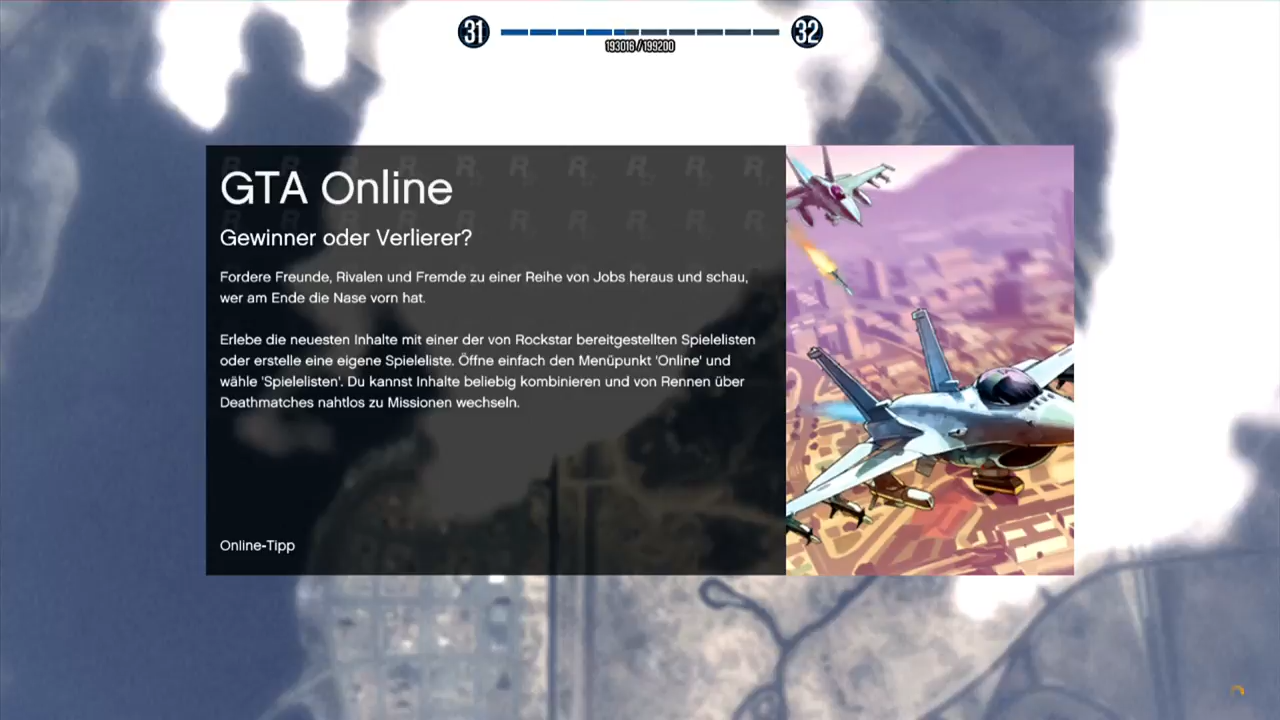 31
32
193016 / 199200
GTA Online
Gewinner oder Verlierer?
Fordere Freunde, Rivalen und Fremde zu einer Reihe von Jobs heraus und schau,
wer am Ende die Nase vorn hat.
Erlebe die neuesten Inhalte mit einer der von Rockstar bereitgestellten Spielelisten
oder erstelle eine eigene Spieleliste. Öffne einfach den Menüpunkt 'Online' und
wähle 'Spielelisten'. Du kannst Inhalte beliebig kombinieren und von Rennen über
Deathmatches nahtlos zu Missionen wechseln.
Online-Tipp